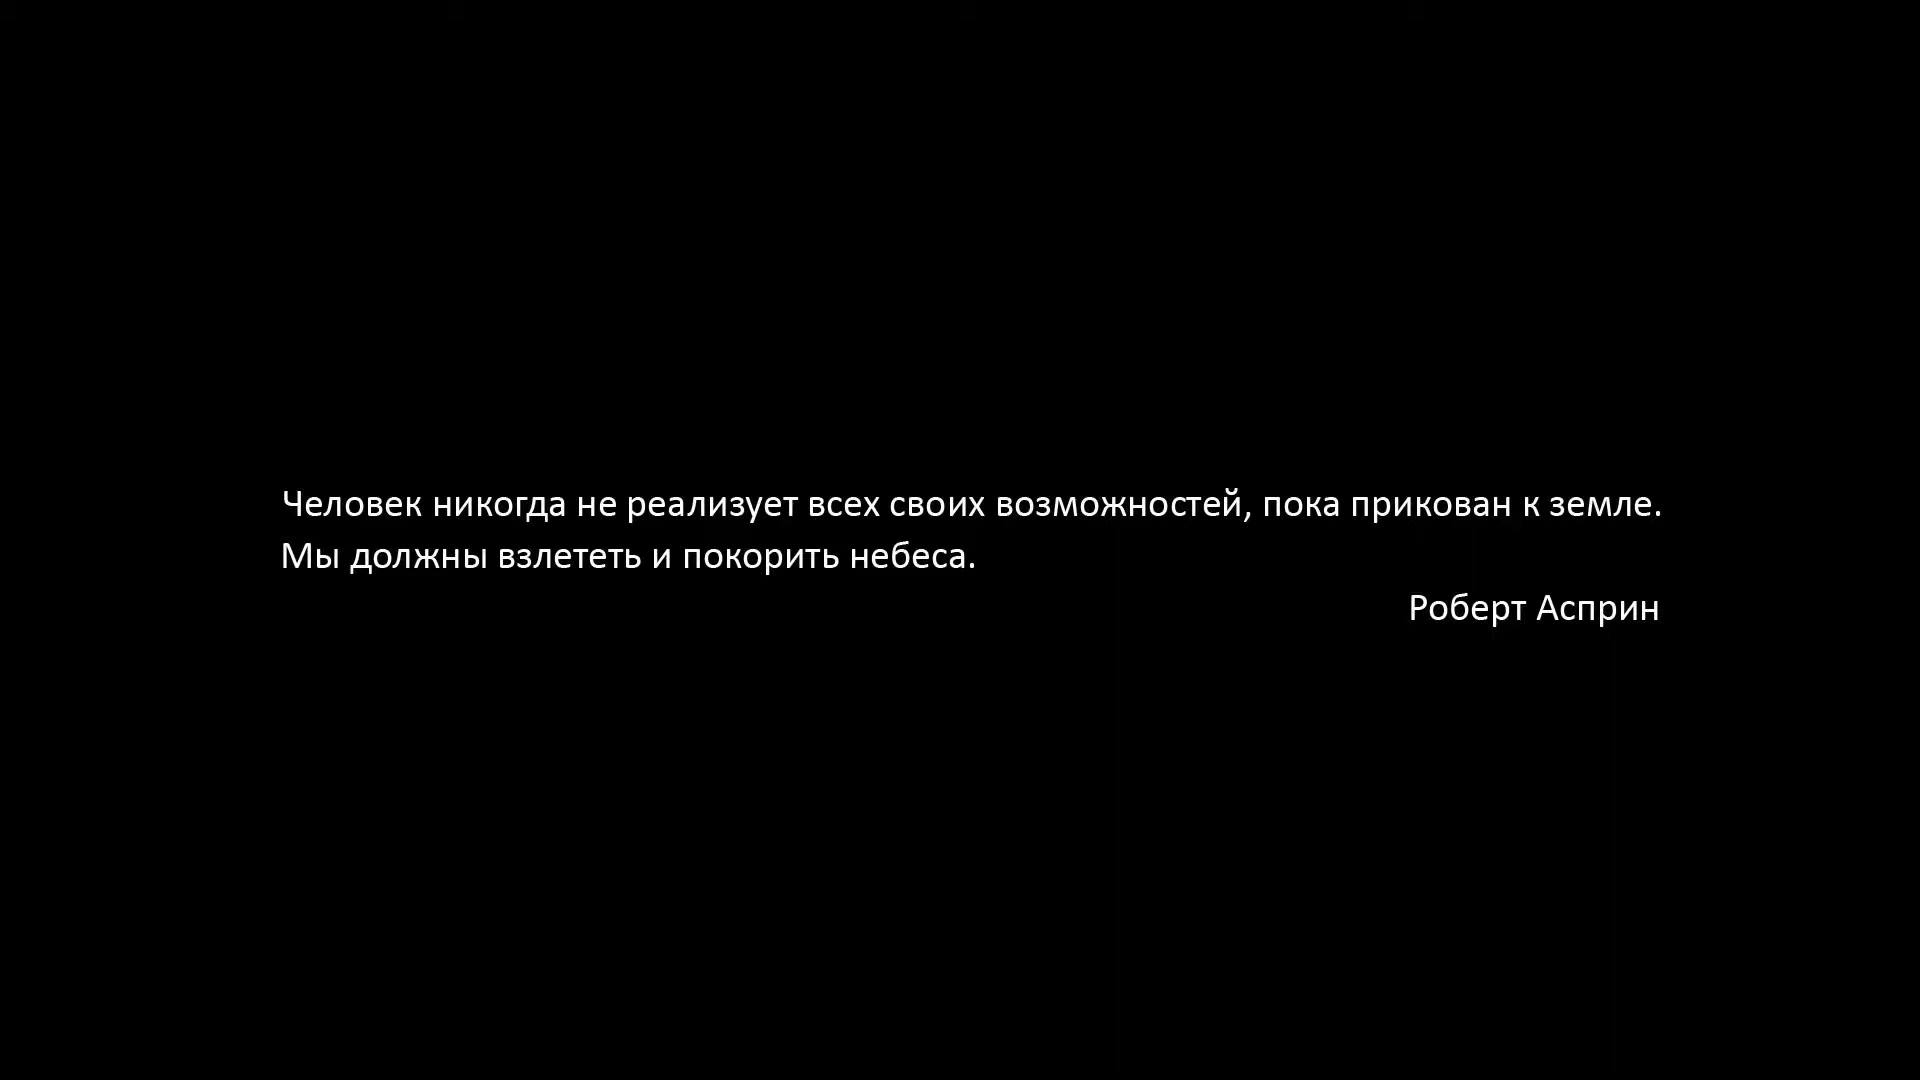 Человек никогда не реализует всех своих возможностей, пока прикован к земле.
Мы должны взлететь и покорить небеса.
Роберт Асприн